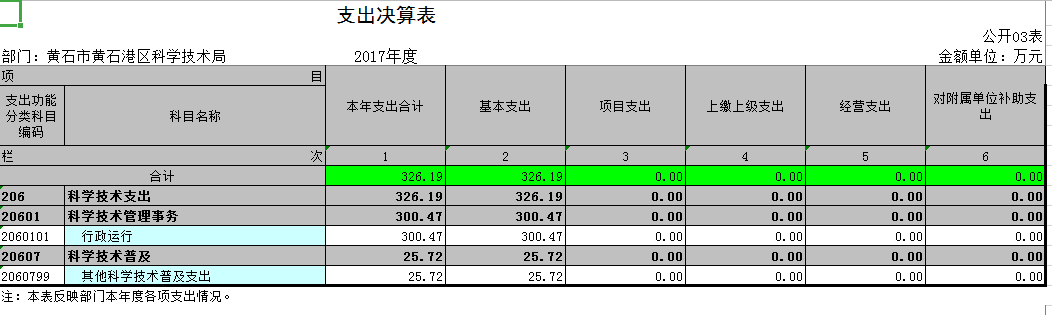 支出决算表
公开03表
部门：黄石市黄石港区科学技术局 2017年度 金额单位：万元
项 目 本年支出合计 基本支出 项目支出 上缴上级支出 经营支出 对附属单位补助支出
支出功能分类科目编码 科目名称
栏 次 1 2 3 4 5 6
合计 326.19 326.19 0.00 0.00 0.00 0.00
206 科学技术支出 326.19 326.19 0.00 0.00 0.00 0.00
20601 科学技术管理事务 300.47 300.47 0.00 0.00 0.00 0.00
2060101 行政运行 300.47 300.47 0.00 0.00 0.00 0.00
20607 科学技术普及 25.72 25.72 0.00 0.00 0.00 0.00
2060799 其他科学技术普及支出 25.72 25.72 0.00 0.00 0.00 0.00
注：本表反映部门本年度各项支出情况。